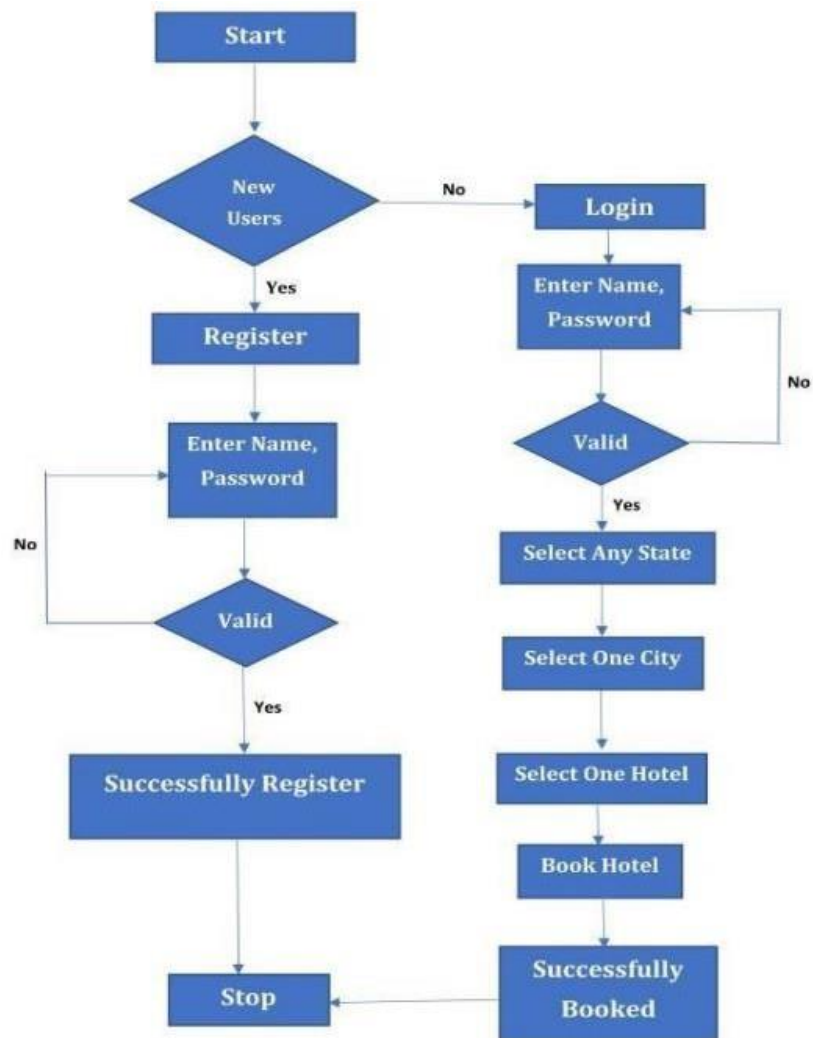 Start
New
Users
No
Login
Yes
Enter Name,
Password
Register
No
Enter Name,
Password
Valid
Yes
No
Select Any State
Valid
Select One City
Yes
Successfully Register
Select One Hotel
Book Hotel
Successfully
Booked
Stop